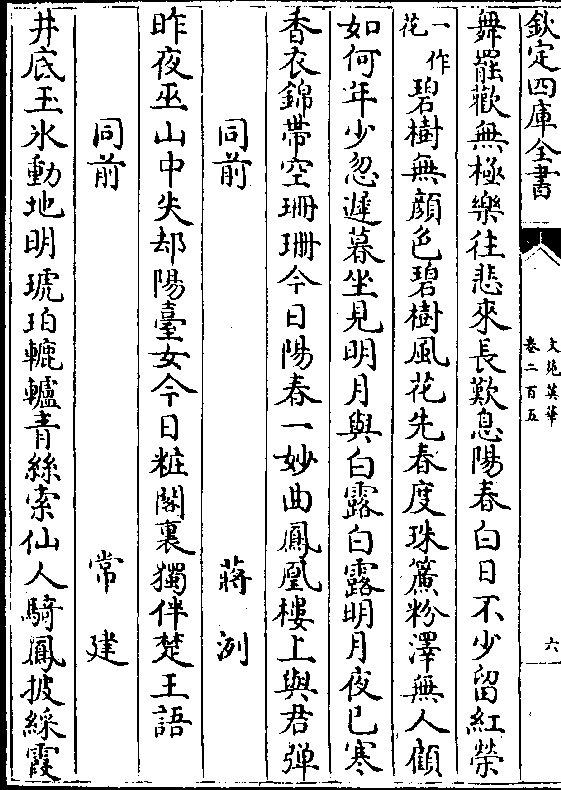 欽定四庫全書
文苑英華
卷二百五
六
舞罷歡無極樂往悲來長歎息陽春白日不少留紅榮
一作花碧樹無顔色碧樹風花先春度珠簾粉澤無人顧
如何年少忽遲暮坐見明月與白露白露明月夜已寒
香衣錦帶空珊珊今日陽春一妙曲鳳凰樓上與君彈
同前 蔣洌
昨夜巫山中失却陽臺女今日粧閣裏獨伴楚王語
同前 常建
井底玉氷動地明琥珀轆轤青絲索仙人騎鳳披綵霞